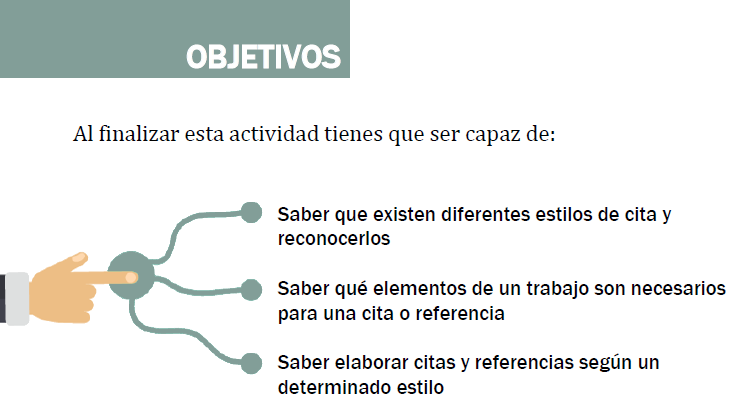 OBJETIVOS
Al finalizar esta actividad tienes que ser capaz de:
Saber que existen diferentes estilos de cita y
reconocerlos
Saber qué elementos de un trabajo son necesarios
para una cita o referencia
Saber elaborar citas y referencias según un
determinado estilo